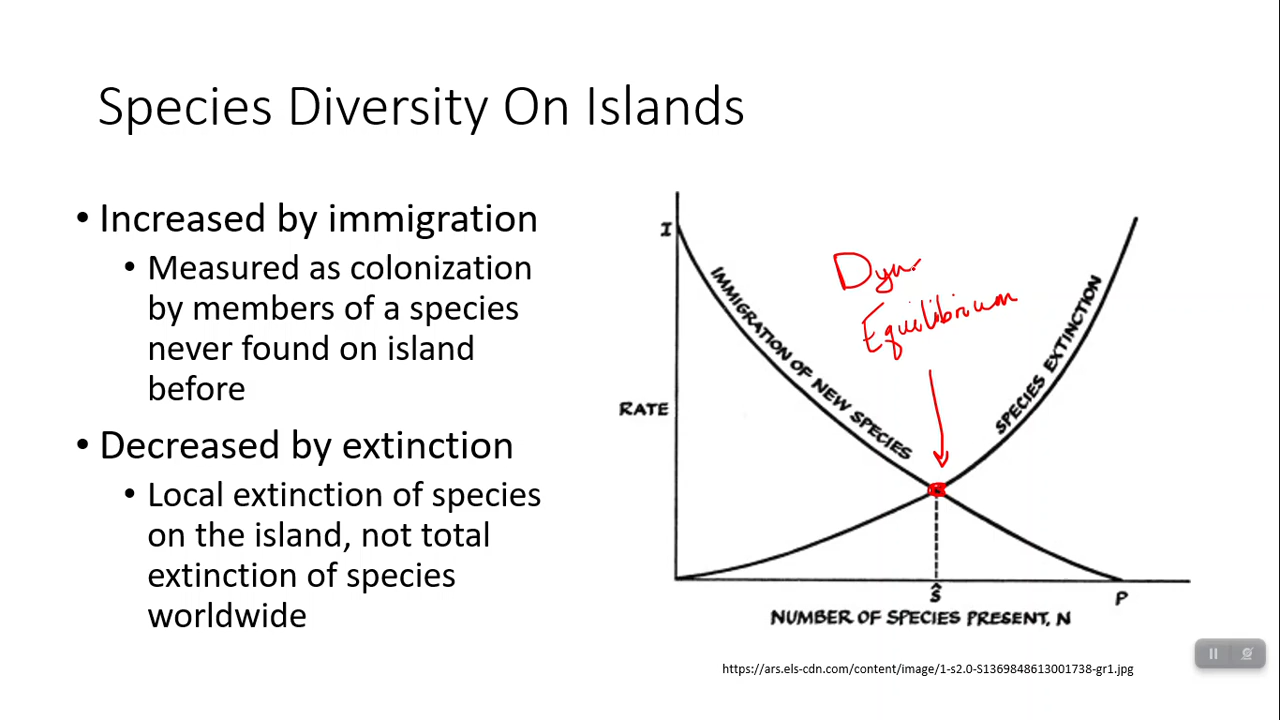 Species Diversity On Islands
• Increased by immigration
• Measured as colonization
by members of a species
never found on island
before
• Decreased by extinction
• Local extinction of species
on the island, not total
extinction of species
worldwide
I
IMMIGRATION OF NEW SPECIES
Dyn.
Equilibrium
SPECIES EXTINCTION
RATE
Ŝ
P
NUMBER OF SPECIES PRESENT, N
https://ars.els-cdn.com/content/image/1-s2.0-S1369848613001738-gr1.jpg